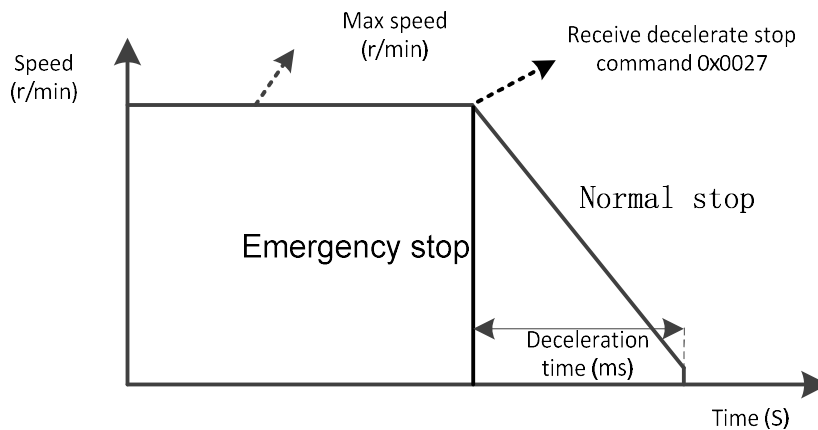 Max speed
(r/min)
Speed
(r/min)
Receive decelerate stop
command 0x0027
Normal stop
Emergency stop
Deceleration
time (ms)
Time (S)